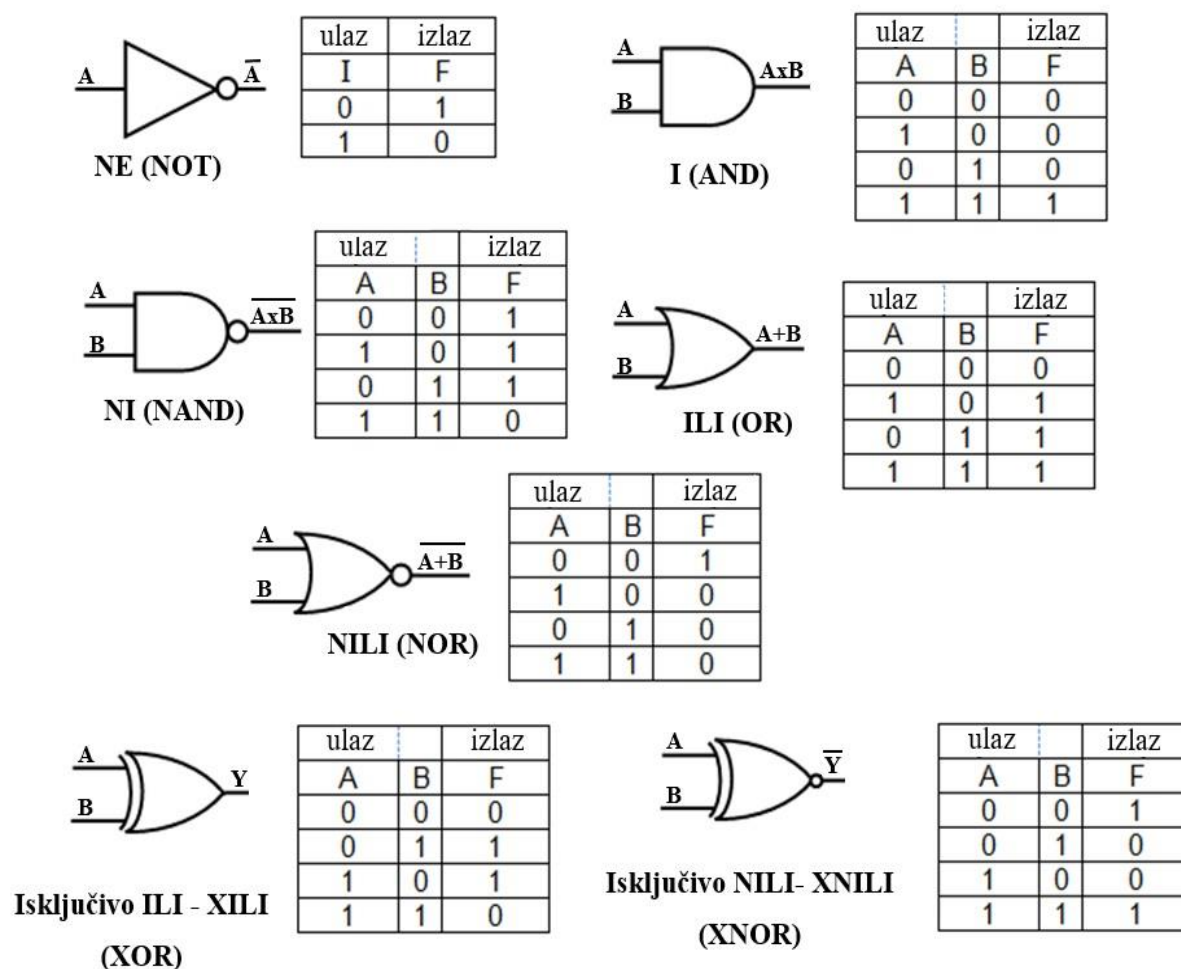 A
A̅
NE (NOT)
ulaz izlaz
I F
0 1
1 0
A
B
AxB
I (AND)
ulaz izlaz
A B F
0 0 0
1 0 0
0 1 0
1 1 1
A
B
A̅x̅B̅
NI (NAND)
ulaz izlaz
A B F
0 0 1
1 0 1
0 1 1
1 1 0
A
B
A+B
ILI (OR)
ulaz izlaz
A B F
0 0 0
1 0 1
0 1 1
1 1 1
A
B
A̅+̅B̅
NILI (NOR)
ulaz izlaz
A B F
0 0 1
1 0 0
0 1 0
1 1 0
A
B
Y
Isključivo ILI - XILI
(XOR)
ulaz izlaz
A B F
0 0 0
0 1 1
1 0 1
1 1 0
A
B
Y̅
Isključivo NILI- XNILI
(XNOR)
ulaz izlaz
A B F
0 0 1
0 1 0
1 0 0
1 1 1